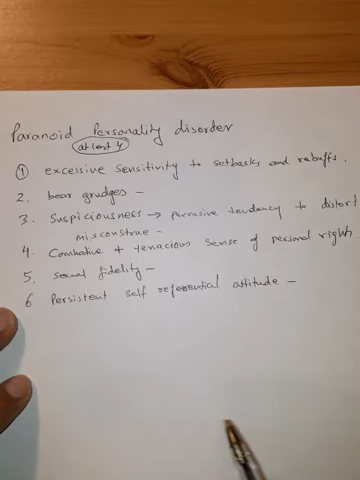 Paranoid Personality disorder
at least 4
① excessive sensitivity to setbacks and rebuffs.
2. bear grudges —
3. Suspiciousness → pervasive tendency to distort
misconstrue —
4. Combative + tenacious sense of personal rights
5. sexual fidelity —
6 Persistent self referential attitude —